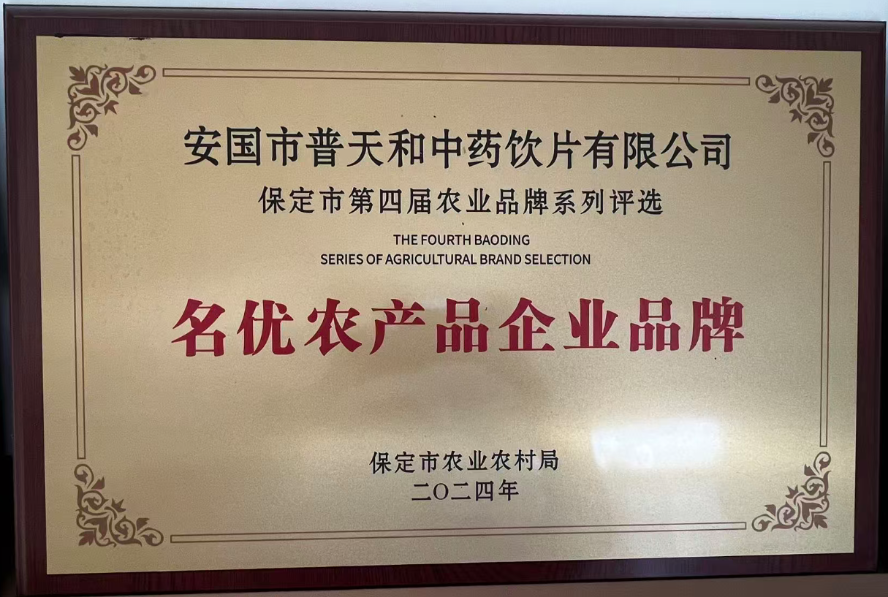 安国市普天和中药饮片有限公司
保定市第四届农业品牌系列评选
THE FOURTH BAODING
SERIES OF AGRICULTURAL BRAND SELECTION
名优农产品企业品牌
保定市农业农村局
二〇二四年